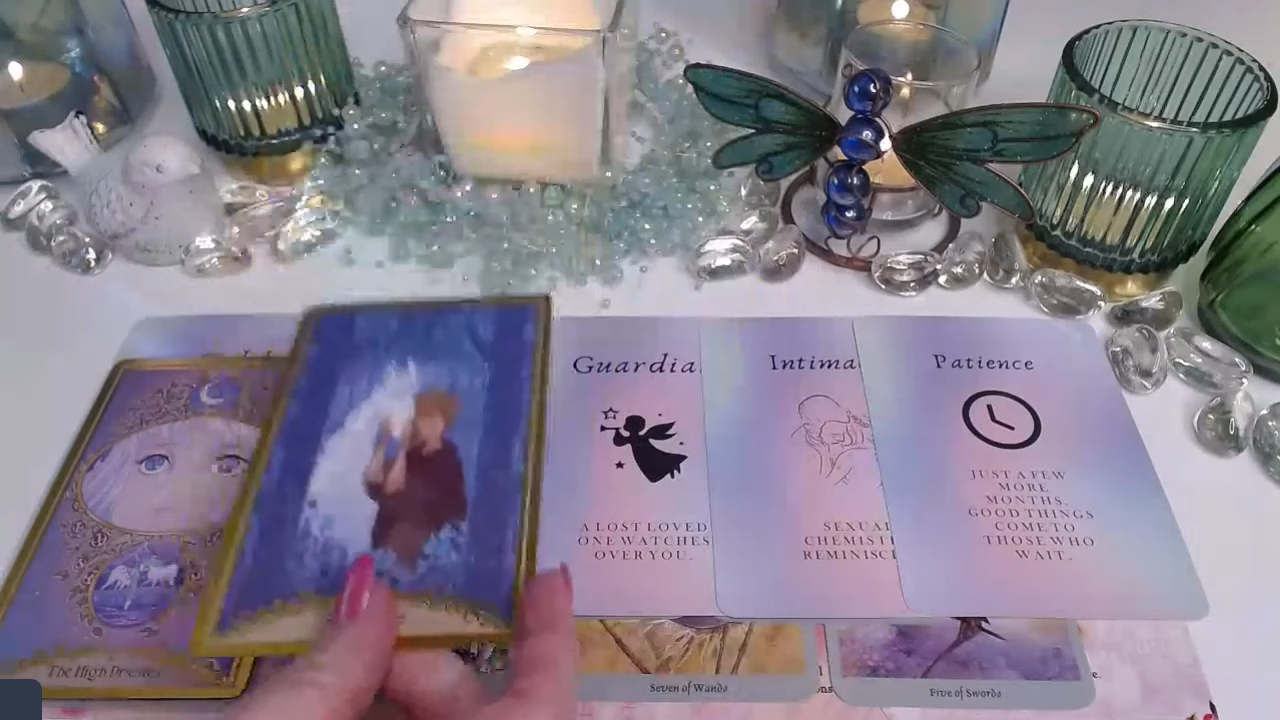 Guardia
A LOST LOVED
ONE WATCHES
OVER YOU.
Intima
SEXUAL
CHEMIST
REMINISCI
Patience
JUST A FEW
MORE
MONTHS.
GOOD THINGS
COME TO
THOSE WHO
WAIT.
The High Priestess
Seven of Wands
Five of Swords